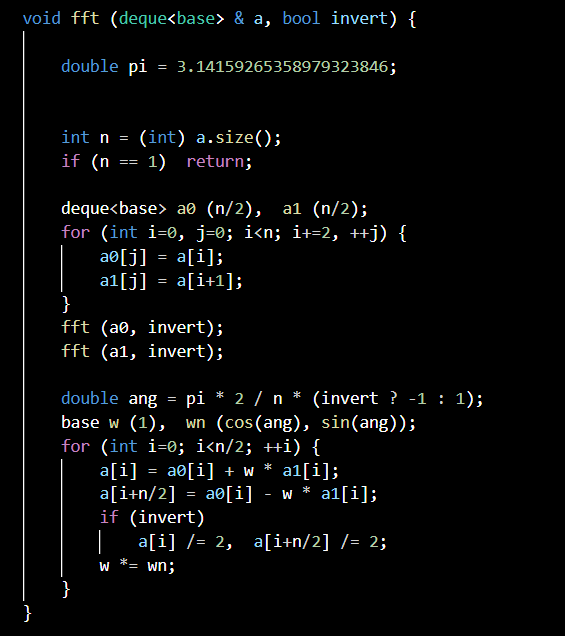 void fft (deque<base> & a, bool invert) {
double pi = 3.14159265358979323846;
int n = (int) a.size();
if (n == 1)  return;
deque<base> a0 (n/2),  a1 (n/2);
for (int i=0, j=0; i<n; i+=2, ++j) {
a0[j] = a[i];
a1[j] = a[i+1];
}
fft (a0, invert);
fft (a1, invert);
double ang = pi * 2 / n * (invert ? -1 : 1);
base w (1),  wn (cos(ang), sin(ang));
for (int i=0; i<n/2; ++i) {
a[i] = a0[i] + w * a1[i];
a[i+n/2] = a0[i] - w * a1[i];
if (invert)
a[i] /= 2,  a[i+n/2] /= 2;
w *= wn;
}
}